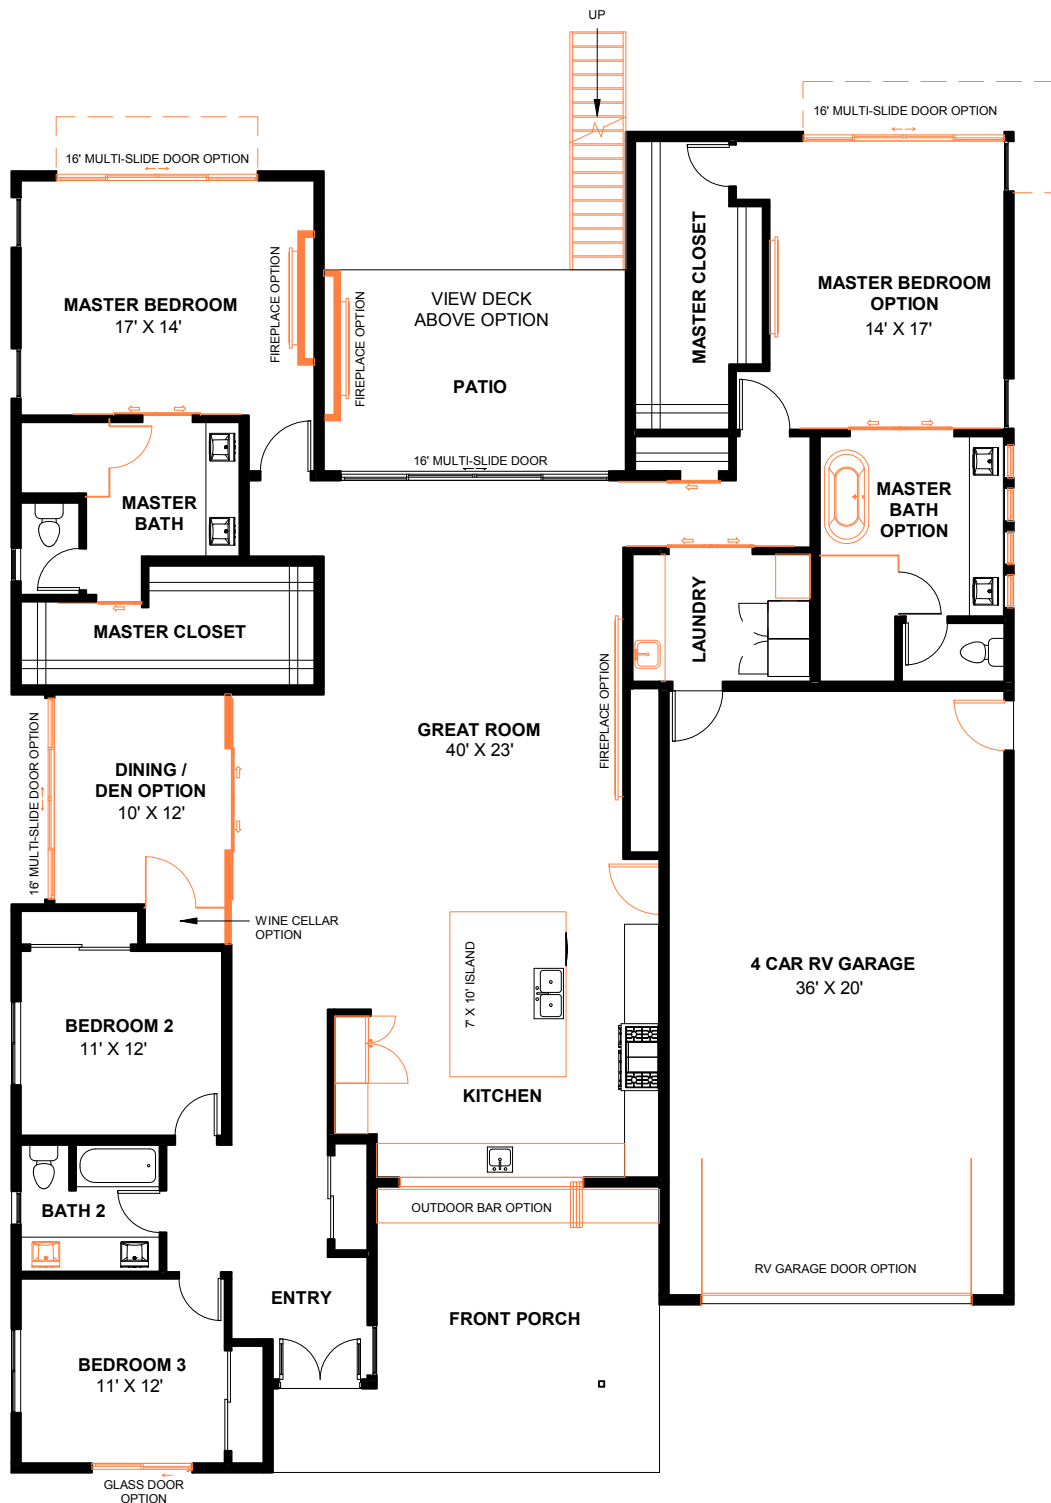 UP
16' MULTI-SLIDE DOOR OPTION
16' MULTI-SLIDE DOOR OPTION
MASTER BEDROOM
17' X 14'
FIREPLACE OPTION
FIREPLACE OPTION
VIEW DECK
ABOVE OPTION
PATIO
16' MULTI-SLIDE DOOR
MASTER CLOSET
MASTER BEDROOM
OPTION
14' X 17'
MASTER
BATH
MASTER
BATH
OPTION
MASTER CLOSET
LAUNDRY
FIREPLACE OPTION
GREAT ROOM
40' X 23'
16' MULTI-SLIDE DOOR OPTION
DINING /
DEN OPTION
10' X 12'
WINE CELLAR
OPTION
7' X 10' ISLAND
4 CAR RV GARAGE
36' X 20'
BEDROOM 2
11' X 12'
KITCHEN
BATH 2
OUTDOOR BAR OPTION
RV GARAGE DOOR OPTION
ENTRY
FRONT PORCH
BEDROOM 3
11' X 12'
GLASS DOOR
OPTION